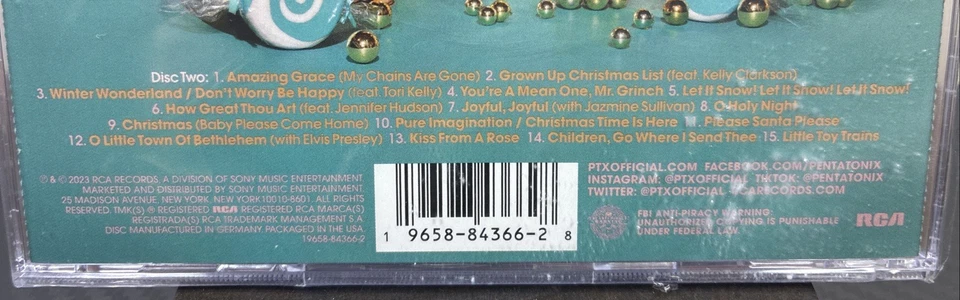 Disc Two: 1. Amazing Grace (My Chains Are Gone) 2. Grown Up Christmas List (feat. Kelly Clarkson)
3. Winter Wonderland / Don't Worry Be Happy (feat. Tori Kelly) 4. You're A Mean One, Mr. Grinch 5. Let It Snow! Let It Snow! Let It Snow!
6. How Great Thou Art (feat. Jennifer Hudson) 7. Joyful, Joyful (with Jazmine Sullivan) 8. O Holy Night
9. Christmas (Baby Please Come Home) 10. Pure Imagination / Christmas Time Is Here 11. Please Santa Please
12. O Little Town Of Bethlehem (with Elvis Presley) 13. Kiss From A Rose 14. Children, Go Where I Send Thee 15. Little Toy Trains
℗ & © 2023 RCA RECORDS, A DIVISION OF SONY MUSIC ENTERTAINMENT.
MARKETED AND DISTRIBUTED BY SONY MUSIC ENTERTAINMENT.
25 MADISON AVENUE, NEW YORK, NEW YORK 10010-8601. ALL RIGHTS
RESERVED. TMK(S) ® REGISTERED RCA REGISTERED RCA MARCA(S)
REGISTRADA(S) RCA TRADEMARK MANAGEMENT S.A.
DISC MANUFACTURED IN GERMANY. PACKAGED IN THE USA.
19658-84366-2
1 9658-84366-2 8
PTXOFFICIAL.COM FACEBOOK.COM/PENTATONIX
INSTAGRAM: @PTXOFFICIAL TIKTOK: @PENTATONIX
TWITTER: @PTXOFFICIAL RCARECORDS.COM
FBI ANTI-PIRACY WARNING:
UNAUTHORIZED COPYING IS PUNISHABLE
UNDER FEDERAL LAW.
RCA